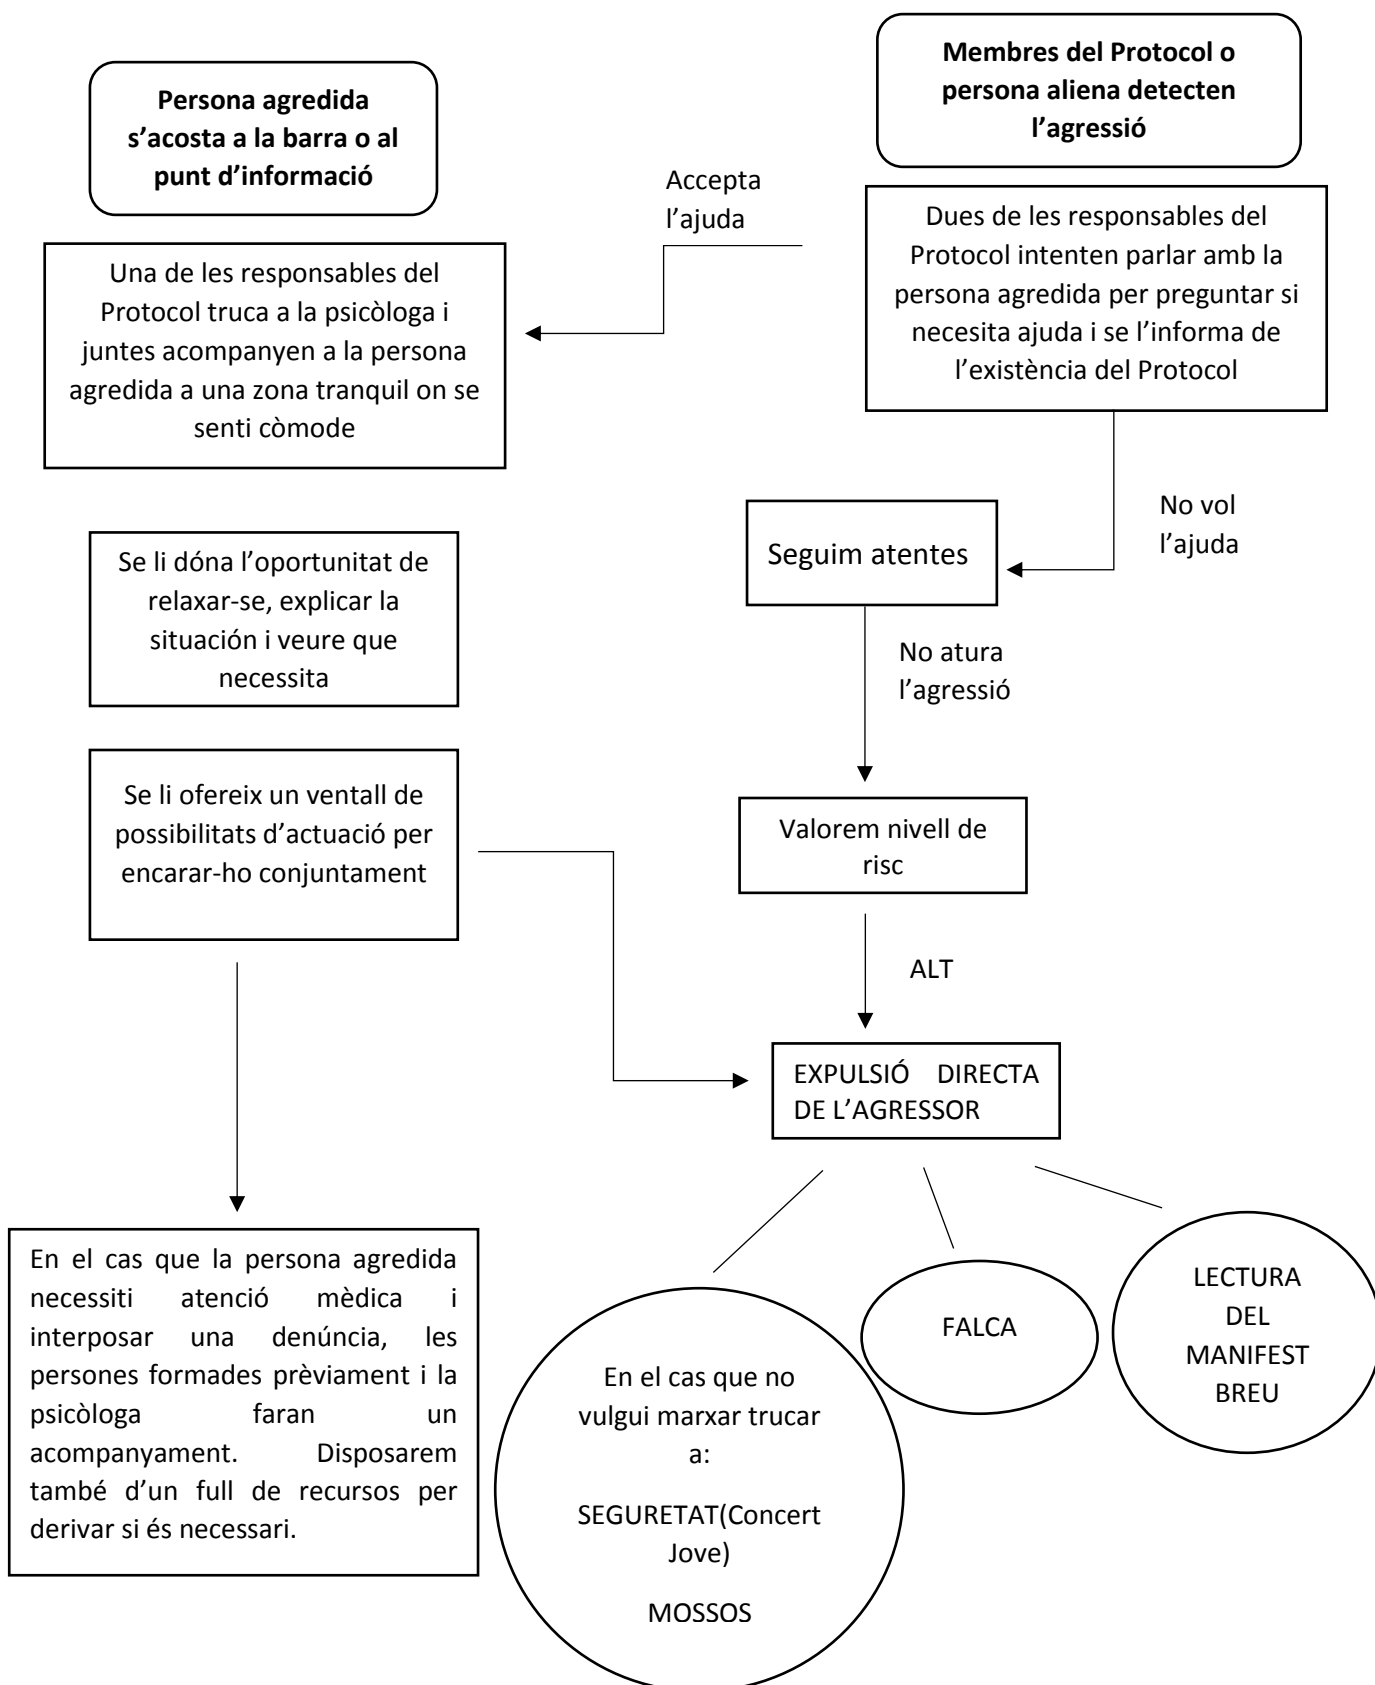 Membres del Protocol o
persona aliena detecten
l’agressió
Persona agredida
s’acosta a la barra o al
punt d’informació
Accepta
l’ajuda
Dues de les responsables del
Protocol intenten parlar amb la
persona agredida per preguntar si
necesita ajuda i se l’informa de
l’existència del Protocol
Una de les responsables del
Protocol truca a la psicòloga i
juntes acompanyen a la persona
agredida a una zona tranquil on se
senti còmode
No vol
l’ajuda
Seguim atentes
Se li dóna l’oportunitat de
relaxar-se, explicar la
situación i veure que
necessita
No atura
l’agressió
Se li ofereix un ventall de
possibilitats d’actuació per
encarar-ho conjuntament
Valorem nivell de
risc
ALT
EXPULSIÓ DIRECTA
DE L’AGRESSOR
En el cas que la persona agredida
necessiti atenció mèdica i
interposar una denúncia, les
persones formades prèviament i la
psicòloga faran un
acompanyament. Disposarem
també d’un full de recursos per
derivar si és necessari.
En el cas que no
vulgui marxar trucar
a:
SEGURETAT(Concert
Jove)
MOSSOS
FALCA
LECTURA
DEL
MANIFEST
BREU